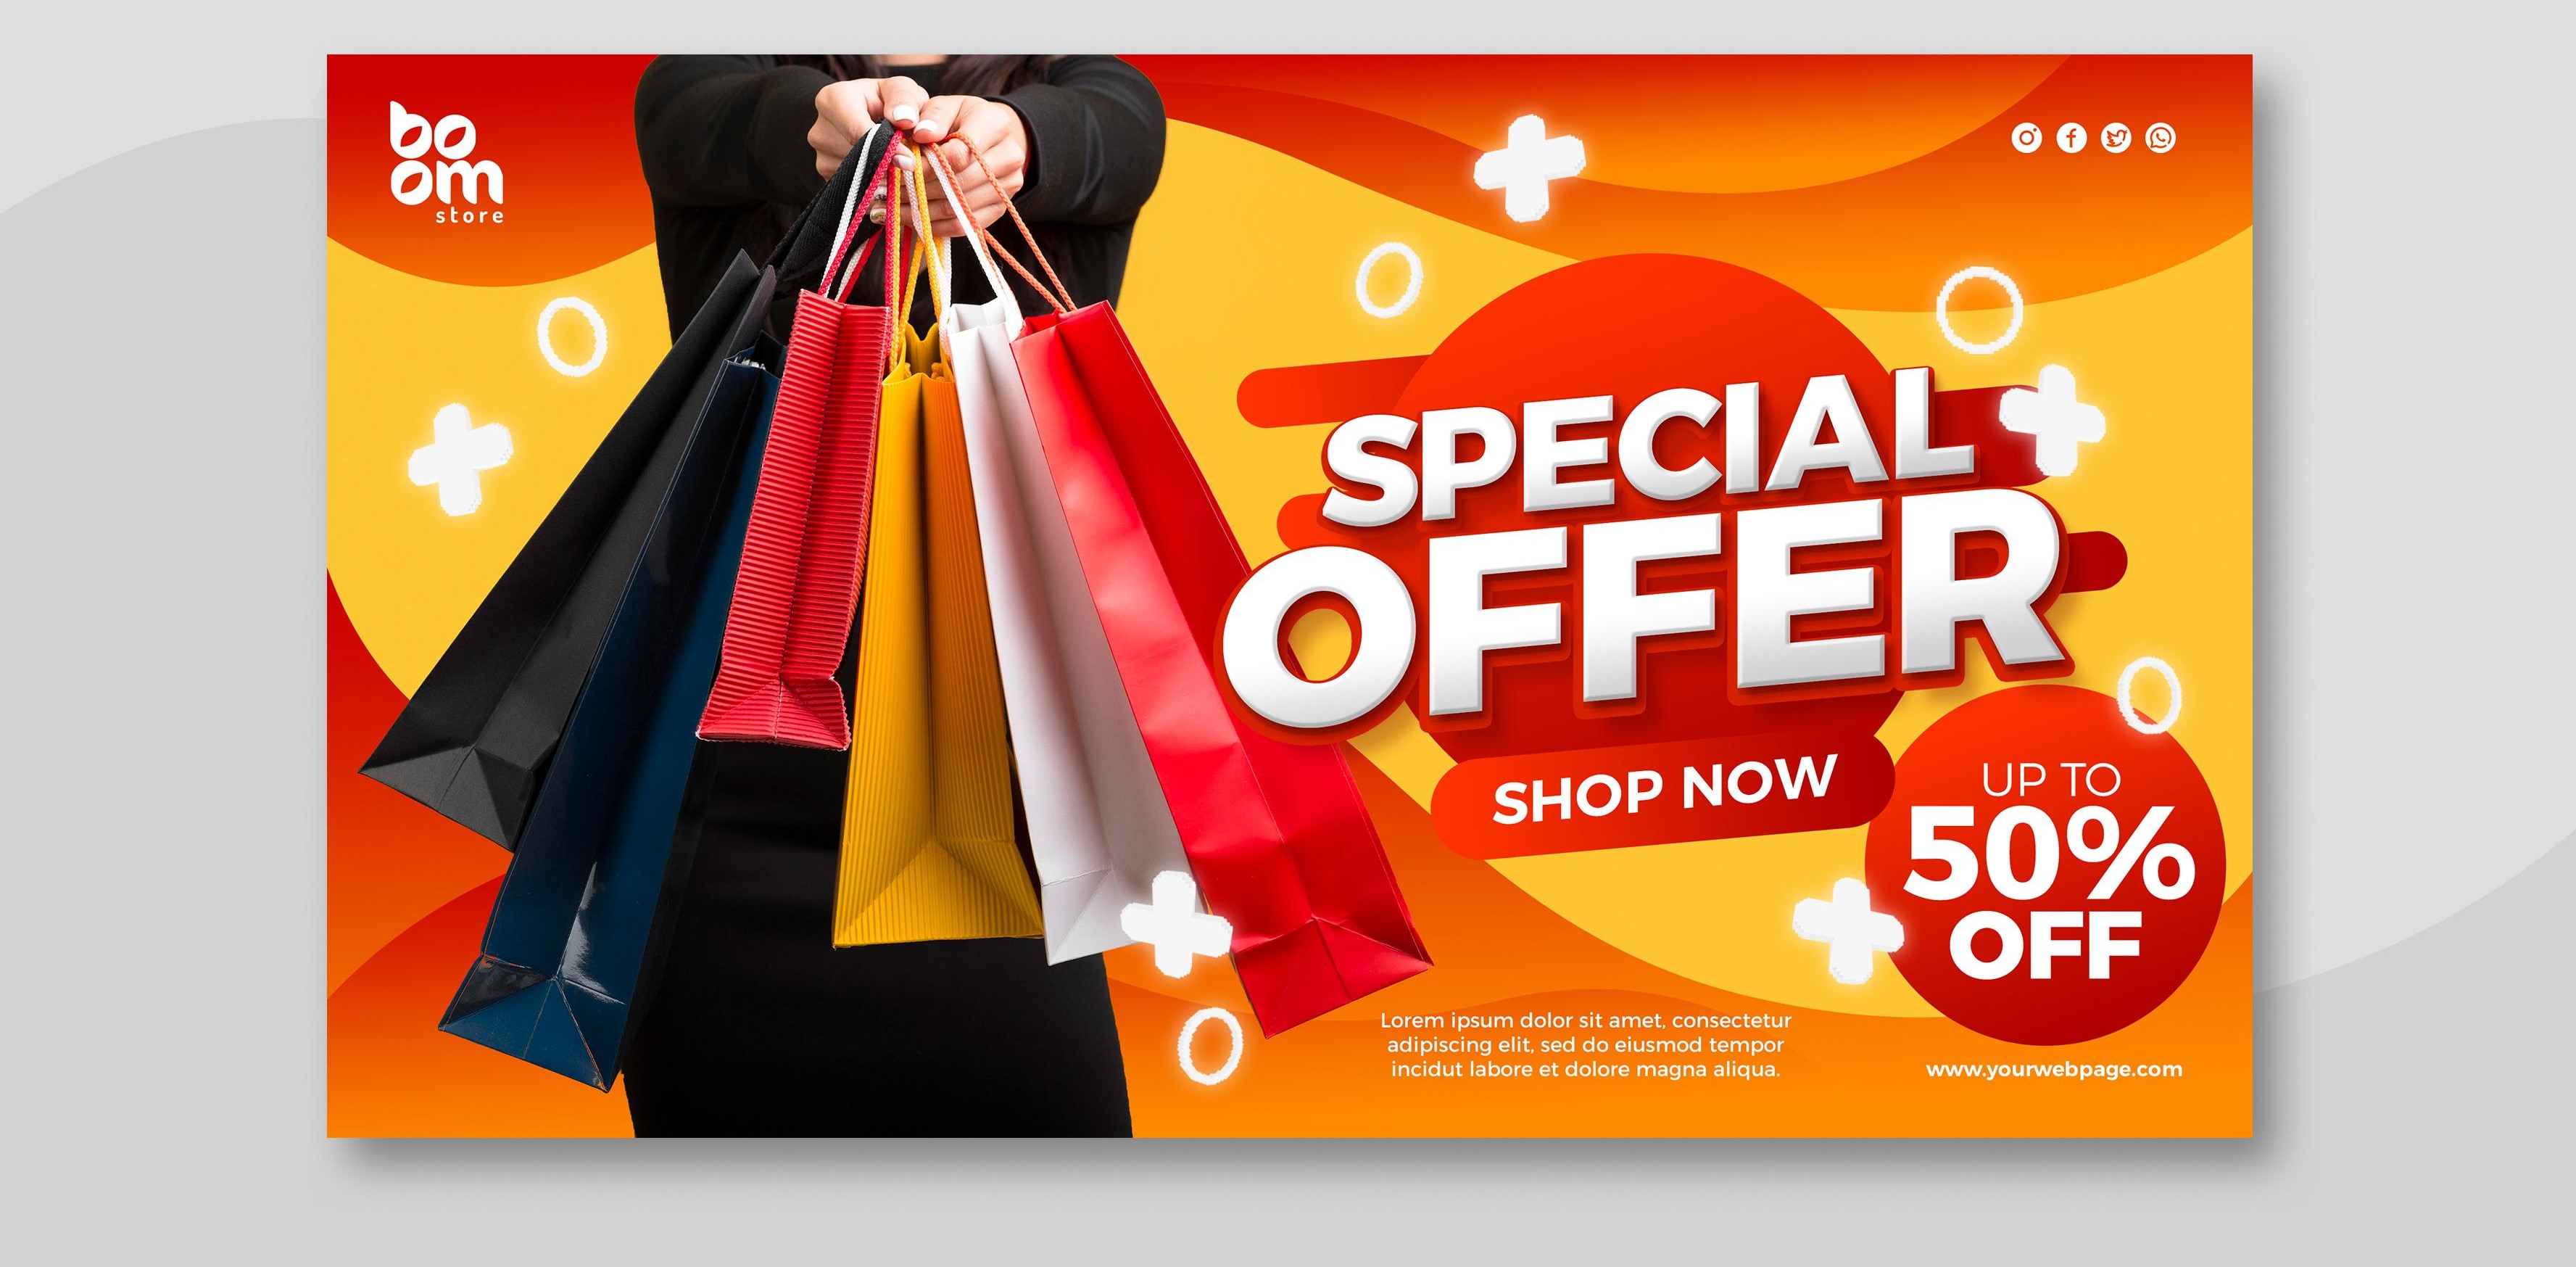 bo
om
store
SPECIAL
OFFER
SHOP NOW
UP TO
50%
OFF
Lorem ipsum dolor sit amet, consectetur
adipiscing elit, sed do eiusmod tempor
incidut labore et dolore magna aliqua.
www.yourwebpage.com